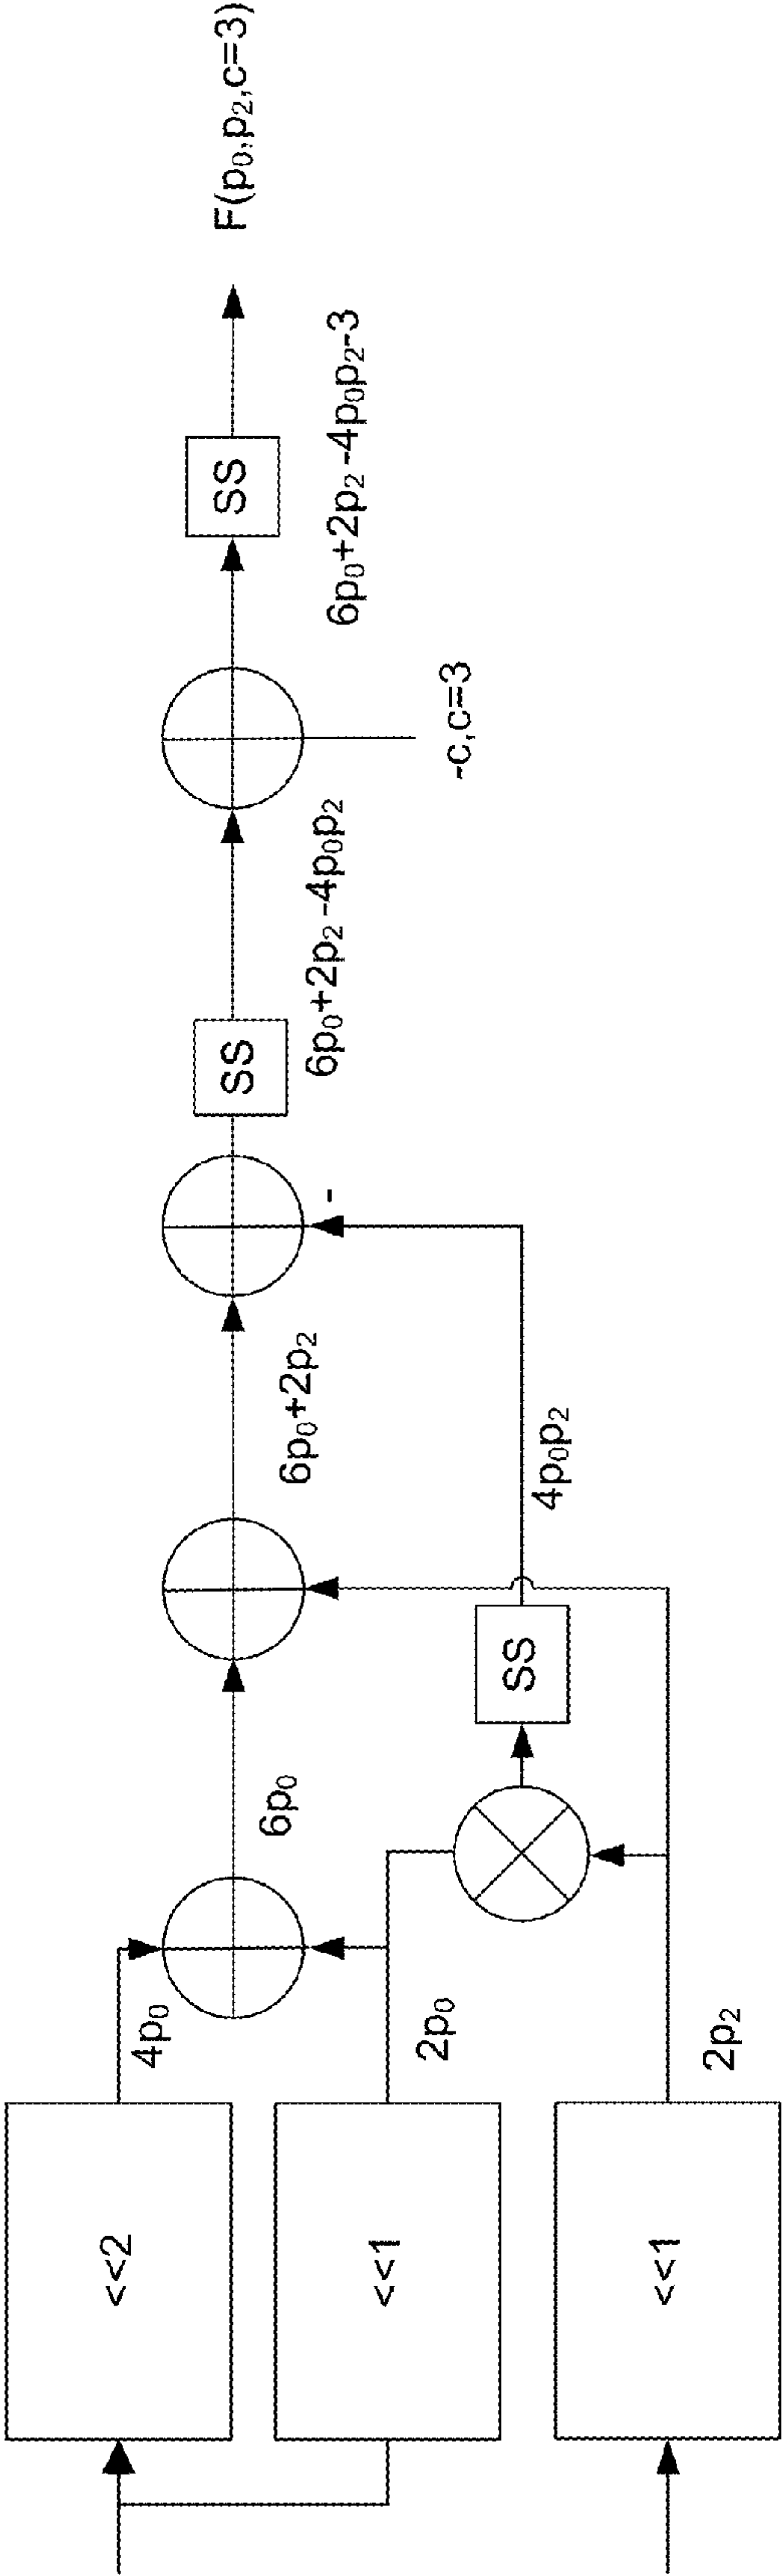 <<2
<<1
<<1
4p₀
2p₀
2p₂
6p₀
SS
4p₀p₂
6p₀+2p₂
-
SS
6p₀+2p₂-4p₀p₂
-c,c=3
SS
6p₀+2p₂-4p₀p₂-3
F(p₀,p₂,c=3)